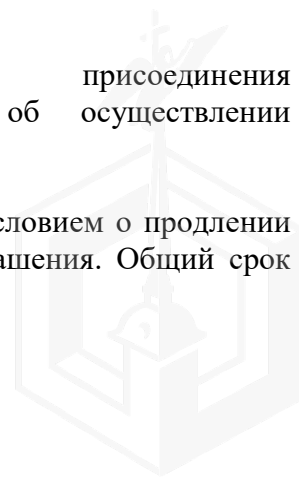 присоединения
об осуществлении
словием о продлении
ашения. Общий срок